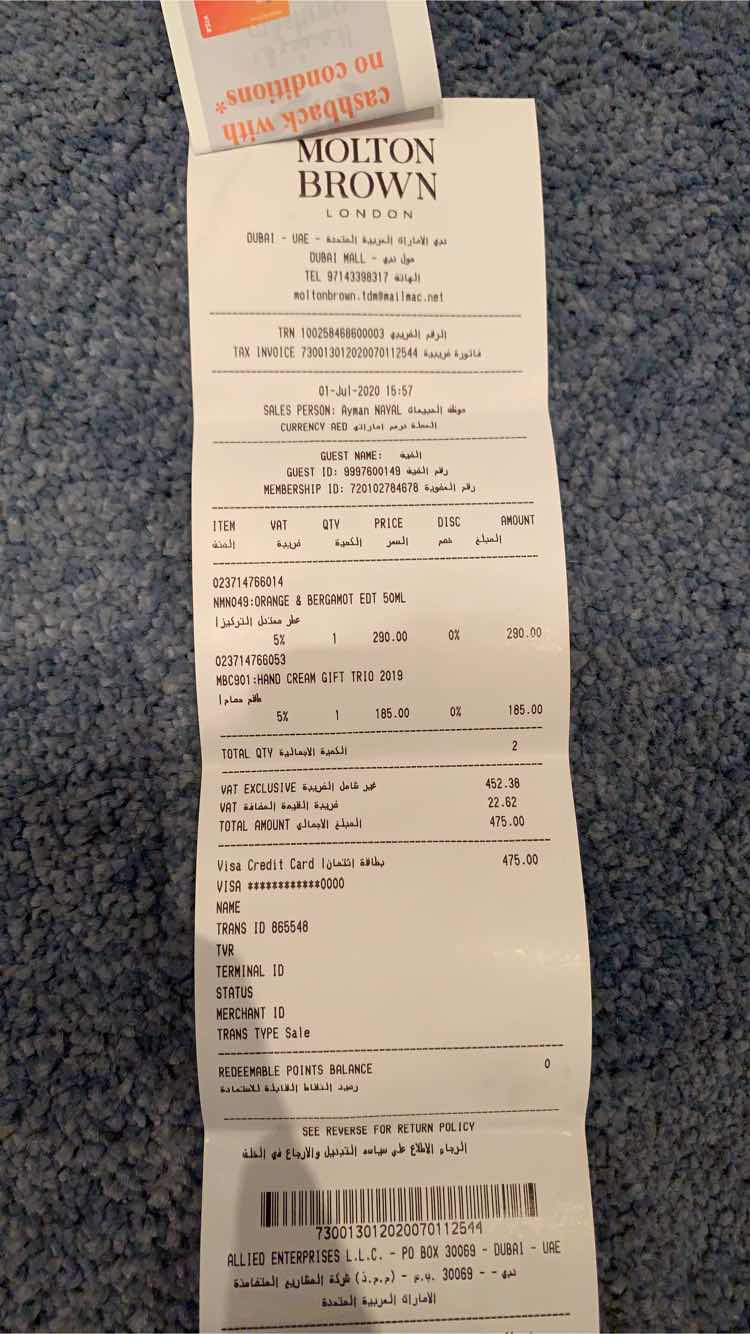 VISA
cashback with
no conditions*
MOLTON
BROWN
LONDON
DUBAI - UAE - دبي الامارات العربية المتحدة
DUBAI MALL - دبي مول
TEL 97143398317 الهاتف
moltonbrown.tdm@mailmac.net
TRN 100258468600003 الرقم الضريبي
TAX INVOICE 730013012020070112544 فاتورة ضريبية
01-Jul-2020 15:57
SALES PERSON: Ayman NAYAL موظف المبيعات
CURRENCY AED العملة درهم اماراتي
GUEST NAME: الضيف
GUEST ID: 9997600149 رقم الضيف
MEMBERSHIP ID: 720102784678 رقم العضوية
ITEM VAT QTY PRICE DISC AMOUNT
الصنف ضريبة الكمية السعر خصم المبلغ
023714766014
NMN049:ORANGE & BERGAMOT EDT 50ML
عطر معتدل التركيز ا
5% 1 290.00 0% 290.00
023714766053
MBC901:HAND CREAM GIFT TRIO 2019
طقم حمام ا
5% 1 185.00 0% 185.00
TOTAL QTY الكمية الاجمالية 2
VAT EXCLUSIVE غير شامل الضريبة 452.38
VAT ضريبة القيمة المضافة 22.62
TOTAL AMOUNT المبلغ الاجمالي 475.00
Visa Credit Card بطاقة إئتمان ا 475.00
VISA ************0000
NAME
TRANS ID 865548
TVR
TERMINAL ID
STATUS
MERCHANT ID
TRANS TYPE Sale
REDEEMABLE POINTS BALANCE 0
رصيد النقاط القابلة للاستعادة
SEE REVERSE FOR RETURN POLICY
الرجاء الاطلاع على سياسه التبديل والارجاع في الخلف
730013012020070112544
ALLIED ENTERPRISES L.L.C. - PO BOX 30069 - DUBAI - UAE
شركة المشاريع المتضامنة (ذ.م.م) - ص.ب. 30069 - - دبي
الامارات العربية المتحدة